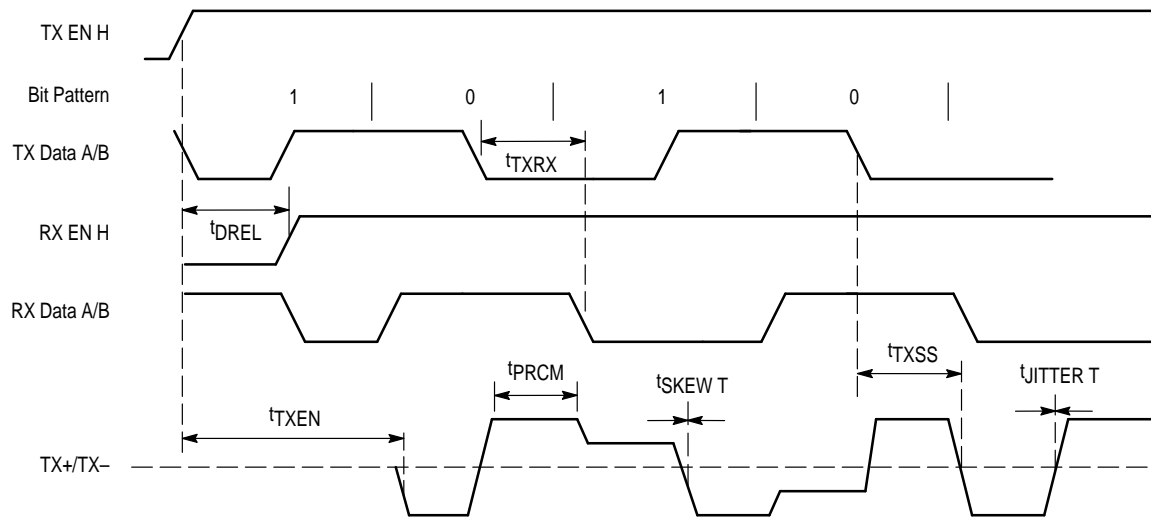 TX EN H
Bit Pattern
1 | 0 | 1 | 0 |
TX Data A/B
tTXRX
RX EN H
tDREL
RX Data A/B
tPRCM
tSKEW T
tTXSS
tJITTER T
tTXEN
TX+/TX–